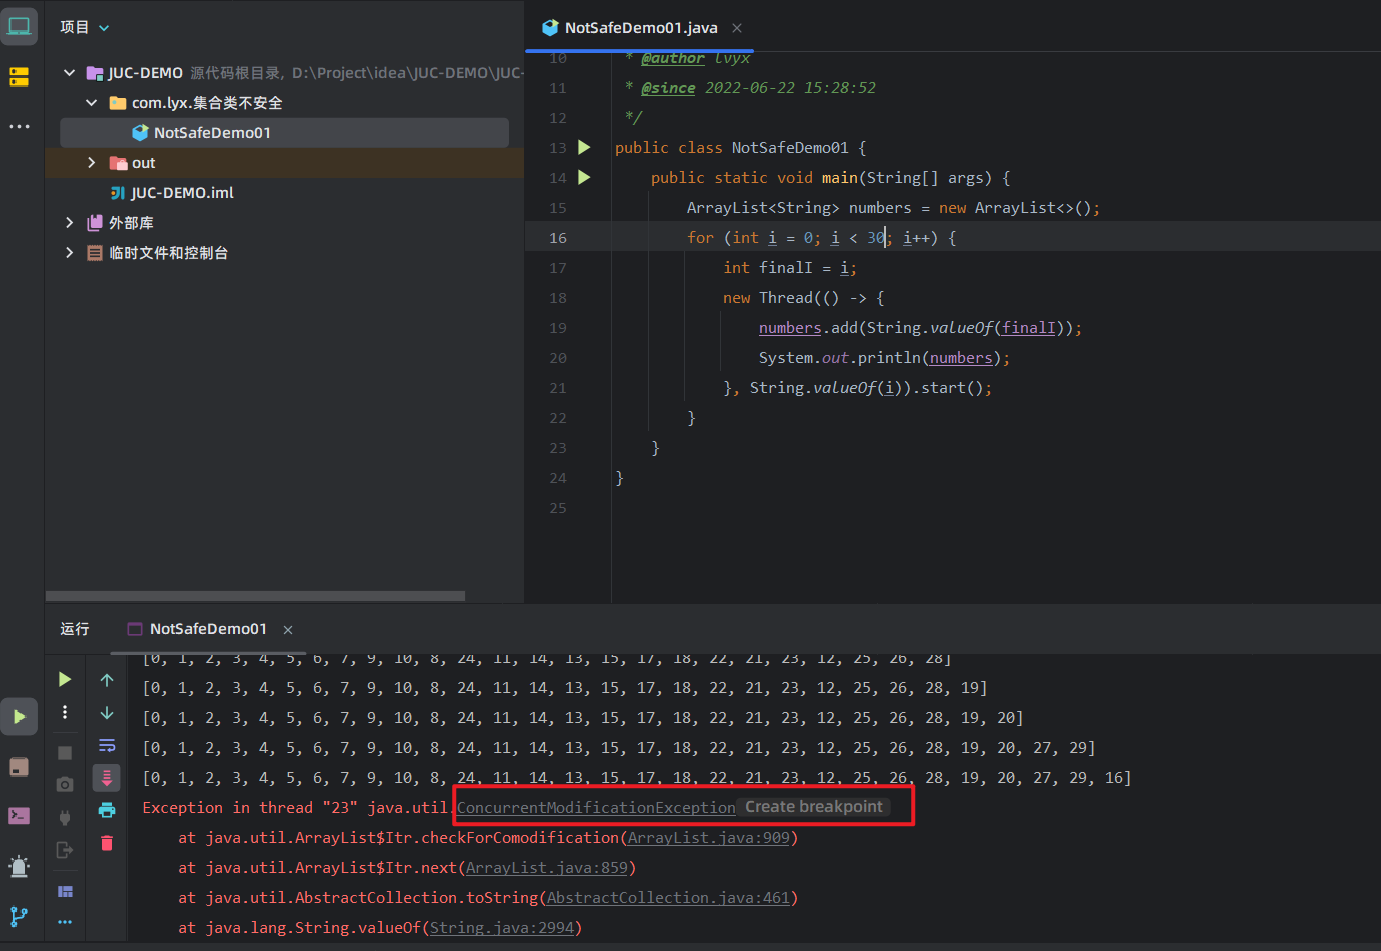 项目
JUC-DEMO 源代码根目录, D:\Project\idea\JUC-DEMO\JUC-
com.lyx.集合类不安全
NotSafeDemo01
out
JUC-DEMO.iml
外部库
临时文件和控制台
NotSafeDemo01.java
10 * @author lvyx
11 * @since 2022-06-22 15:28:52
12 */
13 public class NotSafeDemo01 {
14 public static void main(String[] args) {
15 ArrayList<String> numbers = new ArrayList<>();
16 for (int i = 0; i < 30; i++) {
17 int finalI = i;
18 new Thread(() -> {
19 numbers.add(String.valueOf(finalI));
20 System.out.println(numbers);
21 }, String.valueOf(i)).start();
22 }
23 }
24 }
25
运行 NotSafeDemo01
[0, 1, 2, 3, 4, 5, 6, 7, 9, 10, 8, 24, 11, 14, 13, 15, 17, 18, 22, 21, 23, 12, 25, 26, 28]
[0, 1, 2, 3, 4, 5, 6, 7, 9, 10, 8, 24, 11, 14, 13, 15, 17, 18, 22, 21, 23, 12, 25, 26, 28, 19]
[0, 1, 2, 3, 4, 5, 6, 7, 9, 10, 8, 24, 11, 14, 13, 15, 17, 18, 22, 21, 23, 12, 25, 26, 28, 19, 20]
[0, 1, 2, 3, 4, 5, 6, 7, 9, 10, 8, 24, 11, 14, 13, 15, 17, 18, 22, 21, 23, 12, 25, 26, 28, 19, 20, 27, 29]
[0, 1, 2, 3, 4, 5, 6, 7, 9, 10, 8, 24, 11, 14, 13, 15, 17, 18, 22, 21, 23, 12, 25, 26, 28, 19, 20, 27, 29, 16]
Exception in thread "23" java.util.ConcurrentModificationException Create breakpoint
at java.util.ArrayList$Itr.checkForComodification(ArrayList.java:909)
at java.util.ArrayList$Itr.next(ArrayList.java:859)
at java.util.AbstractCollection.toString(AbstractCollection.java:461)
at java.lang.String.valueOf(String.java:2994)